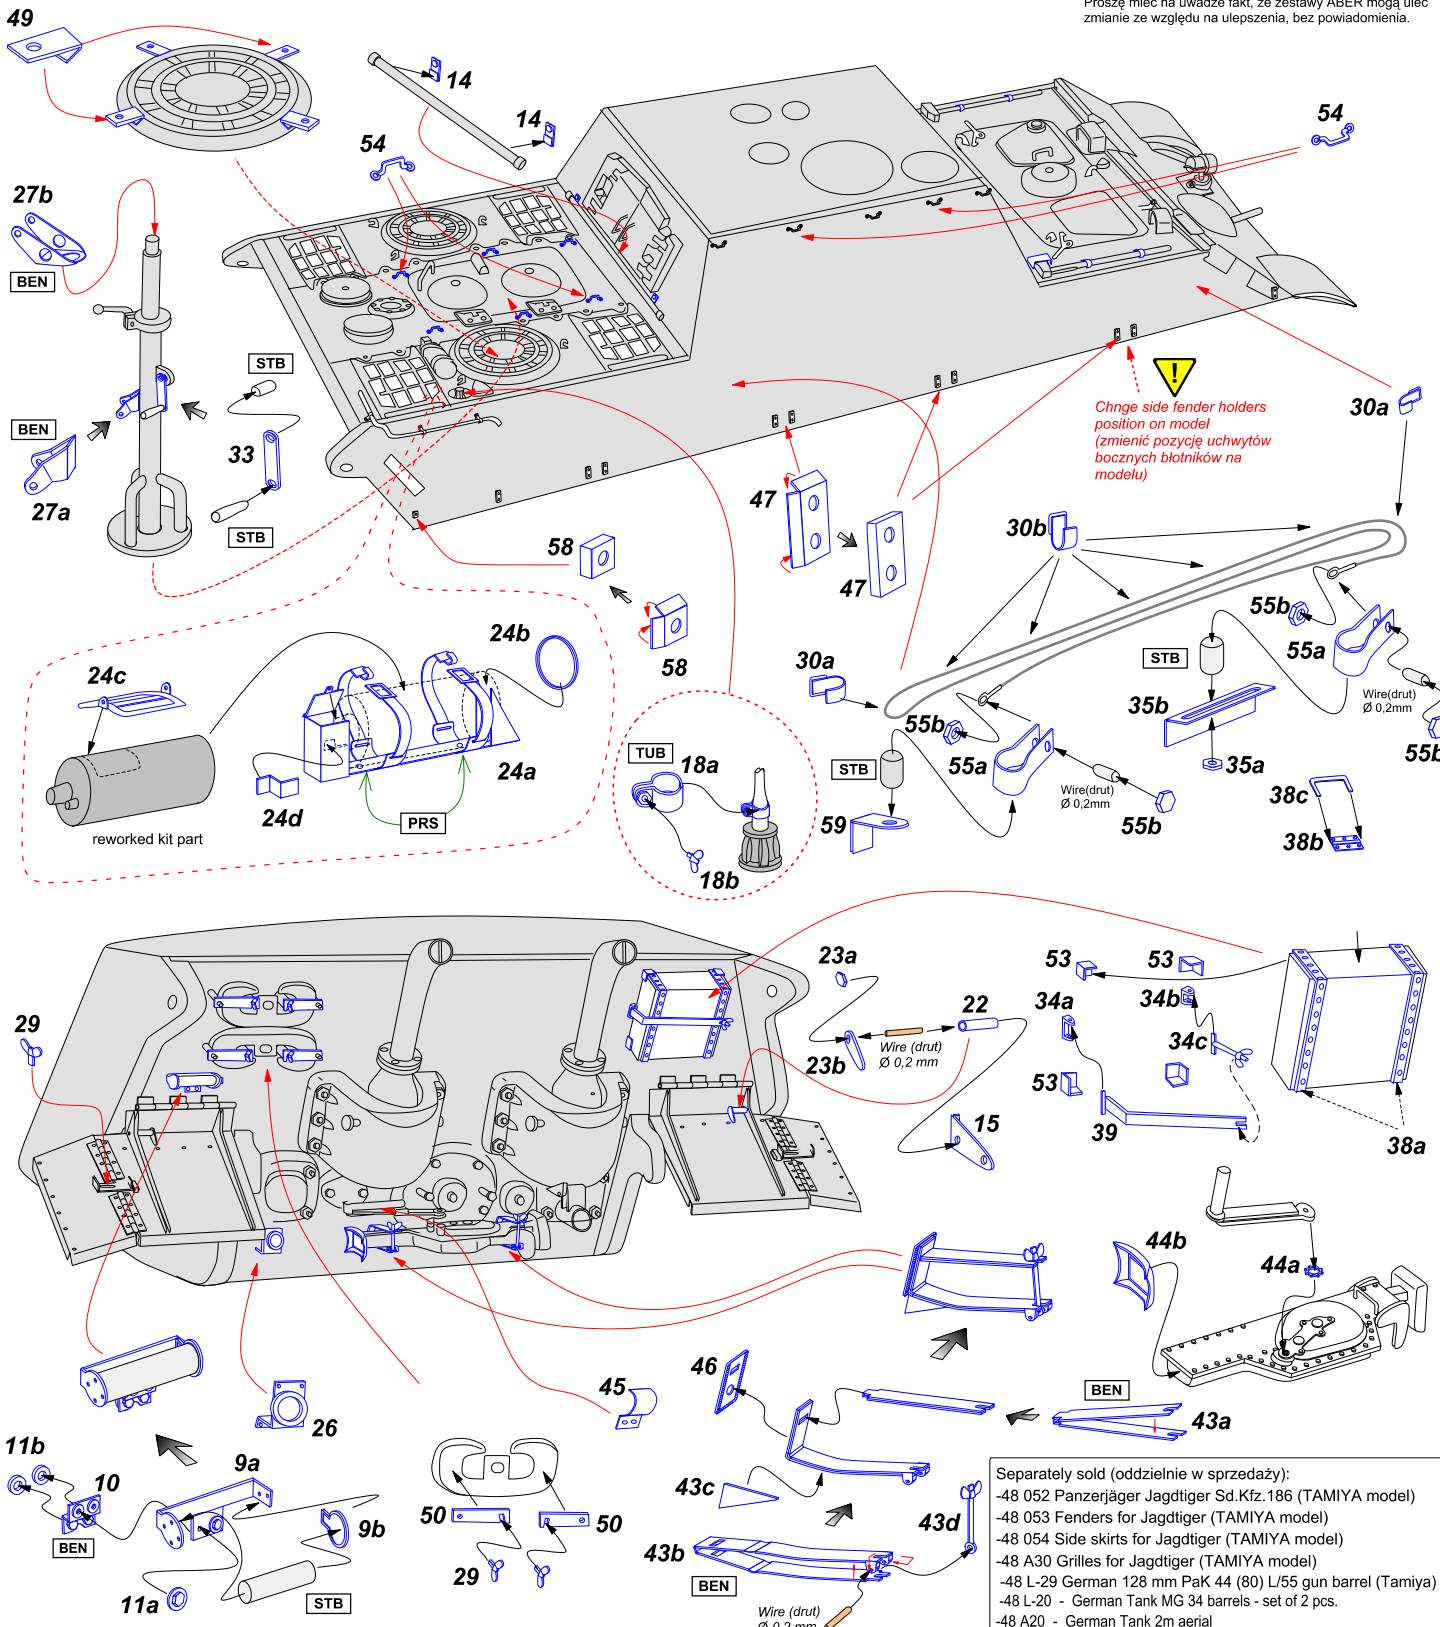 Proszę mieć na uwadze fakt, że zestawy ABER mogą ulec
zmianie ze względu na ulepszenia, bez powiadomienia.
49
14
14
54
54
27b
BEN
STB
BEN
33
27a
STB
30a
!
Chnge side fender holders
position on model
(zmienić pozycję uchwytów
bocznych błotników na
modelu)
47
47
58
58
30b
55b
55a
STB
35b
Wire(drut)
Ø 0,2mm
55b
35a
24c
24b
24a
24d
PRS
reworked kit part
30a
TUB
18a
18b
55b
55a
STB
59
Wire(drut)
Ø 0,2mm
55b
38c
38b
23a
22
23b
Wire (drut)
Ø 0,2 mm
15
53
53
34a
34b
34c
53
39
38a
29
44b
44a
46
45
BEN
43a
26
11b
10
9a
BEN
9b
11a
STB
50
50
29
43c
43d
43b
BEN
Wire (drut)
Ø 0,2 mm
Separately sold (oddzielnie w sprzedaży):
-48 052 Panzerjäger Jagdtiger Sd.Kfz.186 (TAMIYA model)
-48 053 Fenders for Jagdtiger (TAMIYA model)
-48 054 Side skirts for Jagdtiger (TAMIYA model)
-48 A30 Grilles for Jagdtiger (TAMIYA model)
-48 L-29 German 128 mm PaK 44 (80) L/55 gun barrel (Tamiya)
-48 L-20 - German Tank MG 34 barrels - set of 2 pcs.
-48 A20 - German Tank 2m aerial